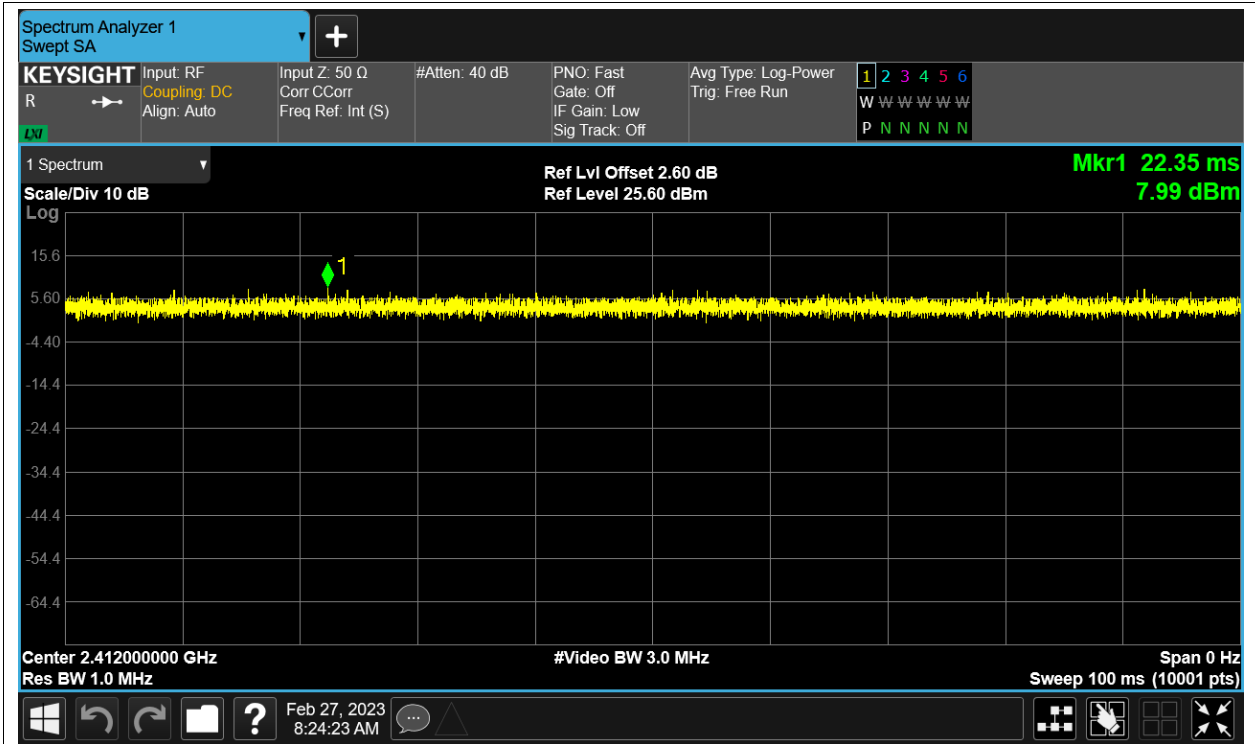 Spectrum Analyzer 1
Swept SA
KEYSIGHT
R
LXI
Input: RF
Coupling: DC
Align: Auto
Input Z: 50 Ω
Corr CCorr
Freq Ref: Int (S)
#Atten: 40 dB
PNO: Fast
Gate: Off
IF Gain: Low
Sig Track: Off
Avg Type: Log-Power
Trig: Free Run
1 2 3 4 5 6
W W W W W W
P N N N N N
1 Spectrum
Scale/Div 10 dB
Ref Lvl Offset 2.60 dB
Ref Level 25.60 dBm
Mkr1 22.35 ms
7.99 dBm
Log
15.6
1
5.60
-4.40
-14.4
-24.4
-34.4
-44.4
-54.4
-64.4
Center 2.412000000 GHz
#Video BW 3.0 MHz
Span 0 Hz
Res BW 1.0 MHz
Sweep 100 ms (10001 pts)
?
Feb 27, 2023
8:24:23 AM